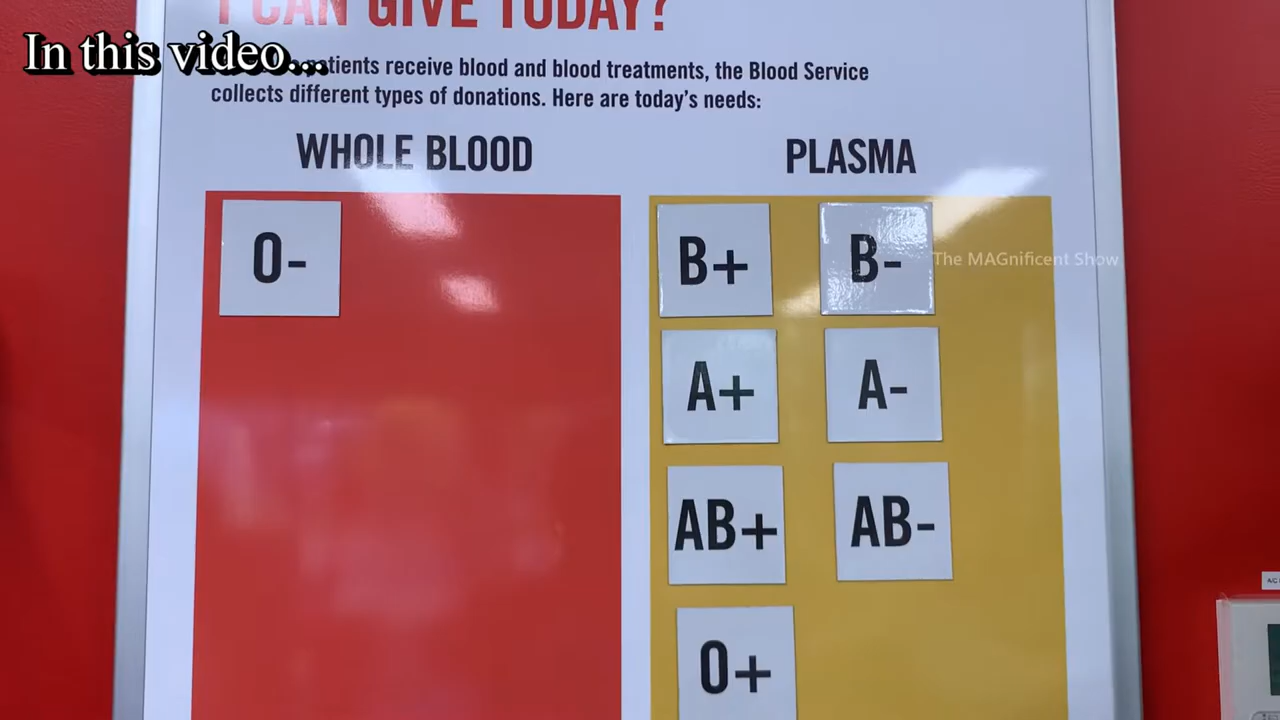 I CAN GIVE TODAY?
In this video...
patients receive blood and blood treatments, the Blood Service
collects different types of donations. Here are today's needs:
WHOLE BLOOD
PLASMA
O-
B+
B-
The MAGnificent Show
A+
A-
AB+
AB-
O+